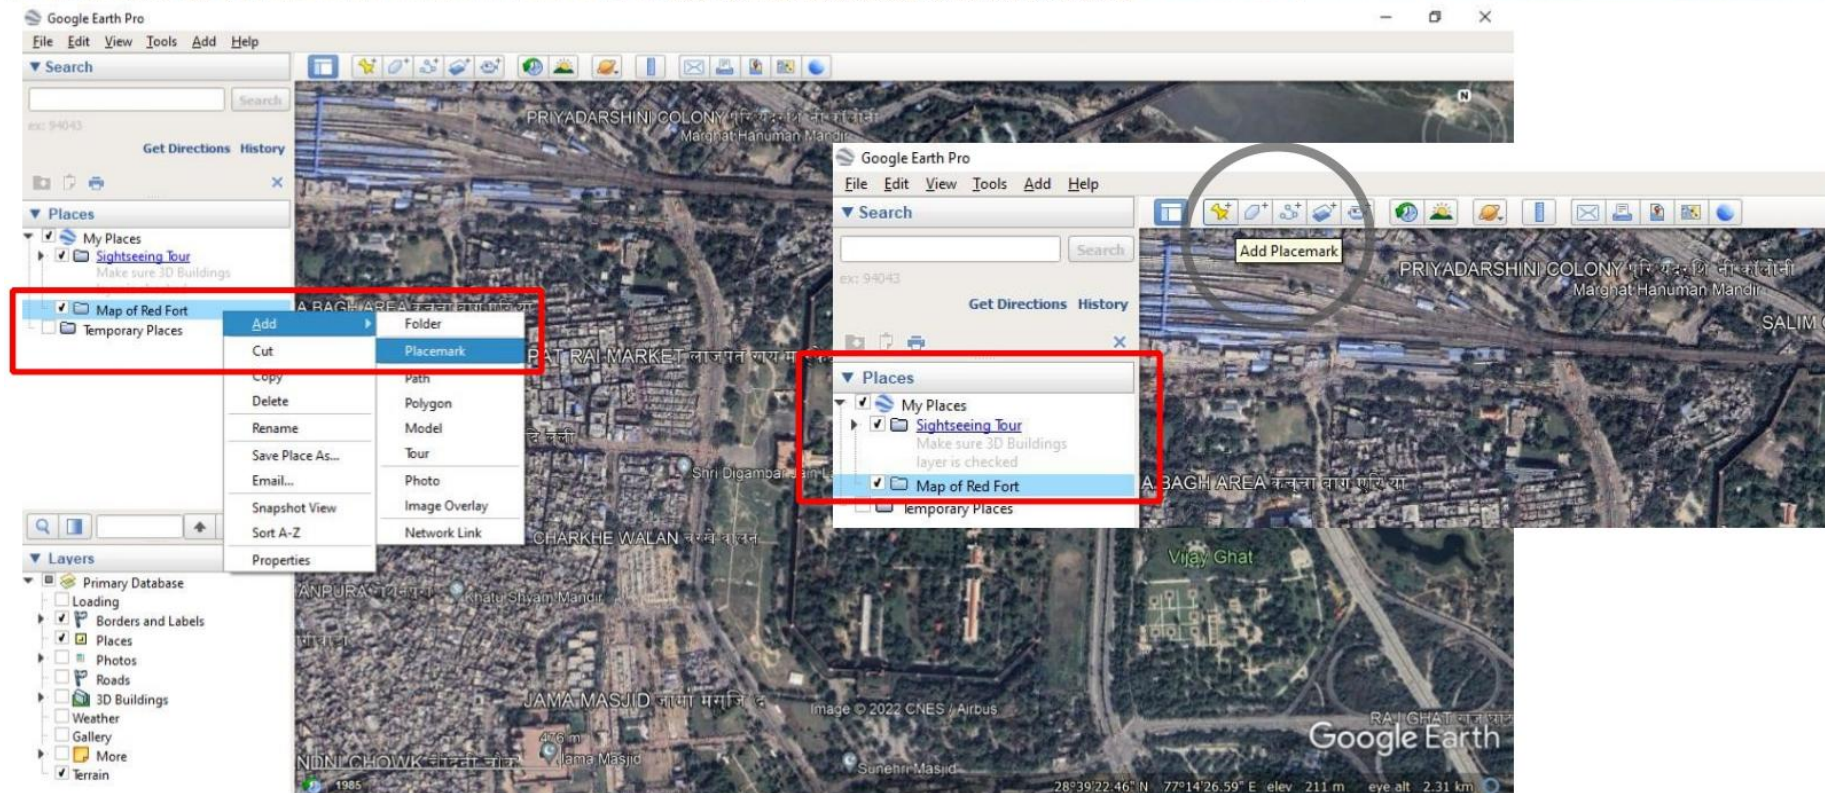 Google Earth Pro
File Edit View Tools Add Help
Search
Search
ex: 94043
Get Directions History
Places
My Places
Sightseeing Tour
Make sure 3D Buildings
Map of Red Fort
Temporary Places
Add
Cut
Copy
Delete
Rename
Save Place As...
Email...
Snapshot View
Sort A-Z
Properties
Folder
Placemark
Path
Polygon
Model
Tour
Photo
Image Overlay
Network Link
Layers
Primary Database
Loading
Borders and Labels
Places
Photos
Roads
3D Buildings
Weather
Gallery
More
Terrain
PRIYADARSHINI COLONY
Marghat Hanuman Mandir
N
A BAGH AREA
PAT RAI MARKET लाजपत राय
Shri Digambar Jain
CHARKHE WALAN
Khatu Shyam Mandir
JAMA MASJID
476 m
Jama Masjid
Sunehri Masjid
Vijay Ghat
RAJ GHAT
Image © 2022 CNES / Airbus
Google Earth
1985
28°39'22.46" N 77°14'26.59" E elev 211 m eye alt 2.31 km
Google Earth Pro
File Edit View Tools Add Help
Search
Search
ex: 94043
Get Directions History
Places
My Places
Sightseeing Tour
Make sure 3D Buildings
layer is checked
Map of Red Fort
Temporary Places
Add Placemark
PRIYADARSHINI COLONY
Marghat Hanuman Mandir
SALIM
A BAGH AREA